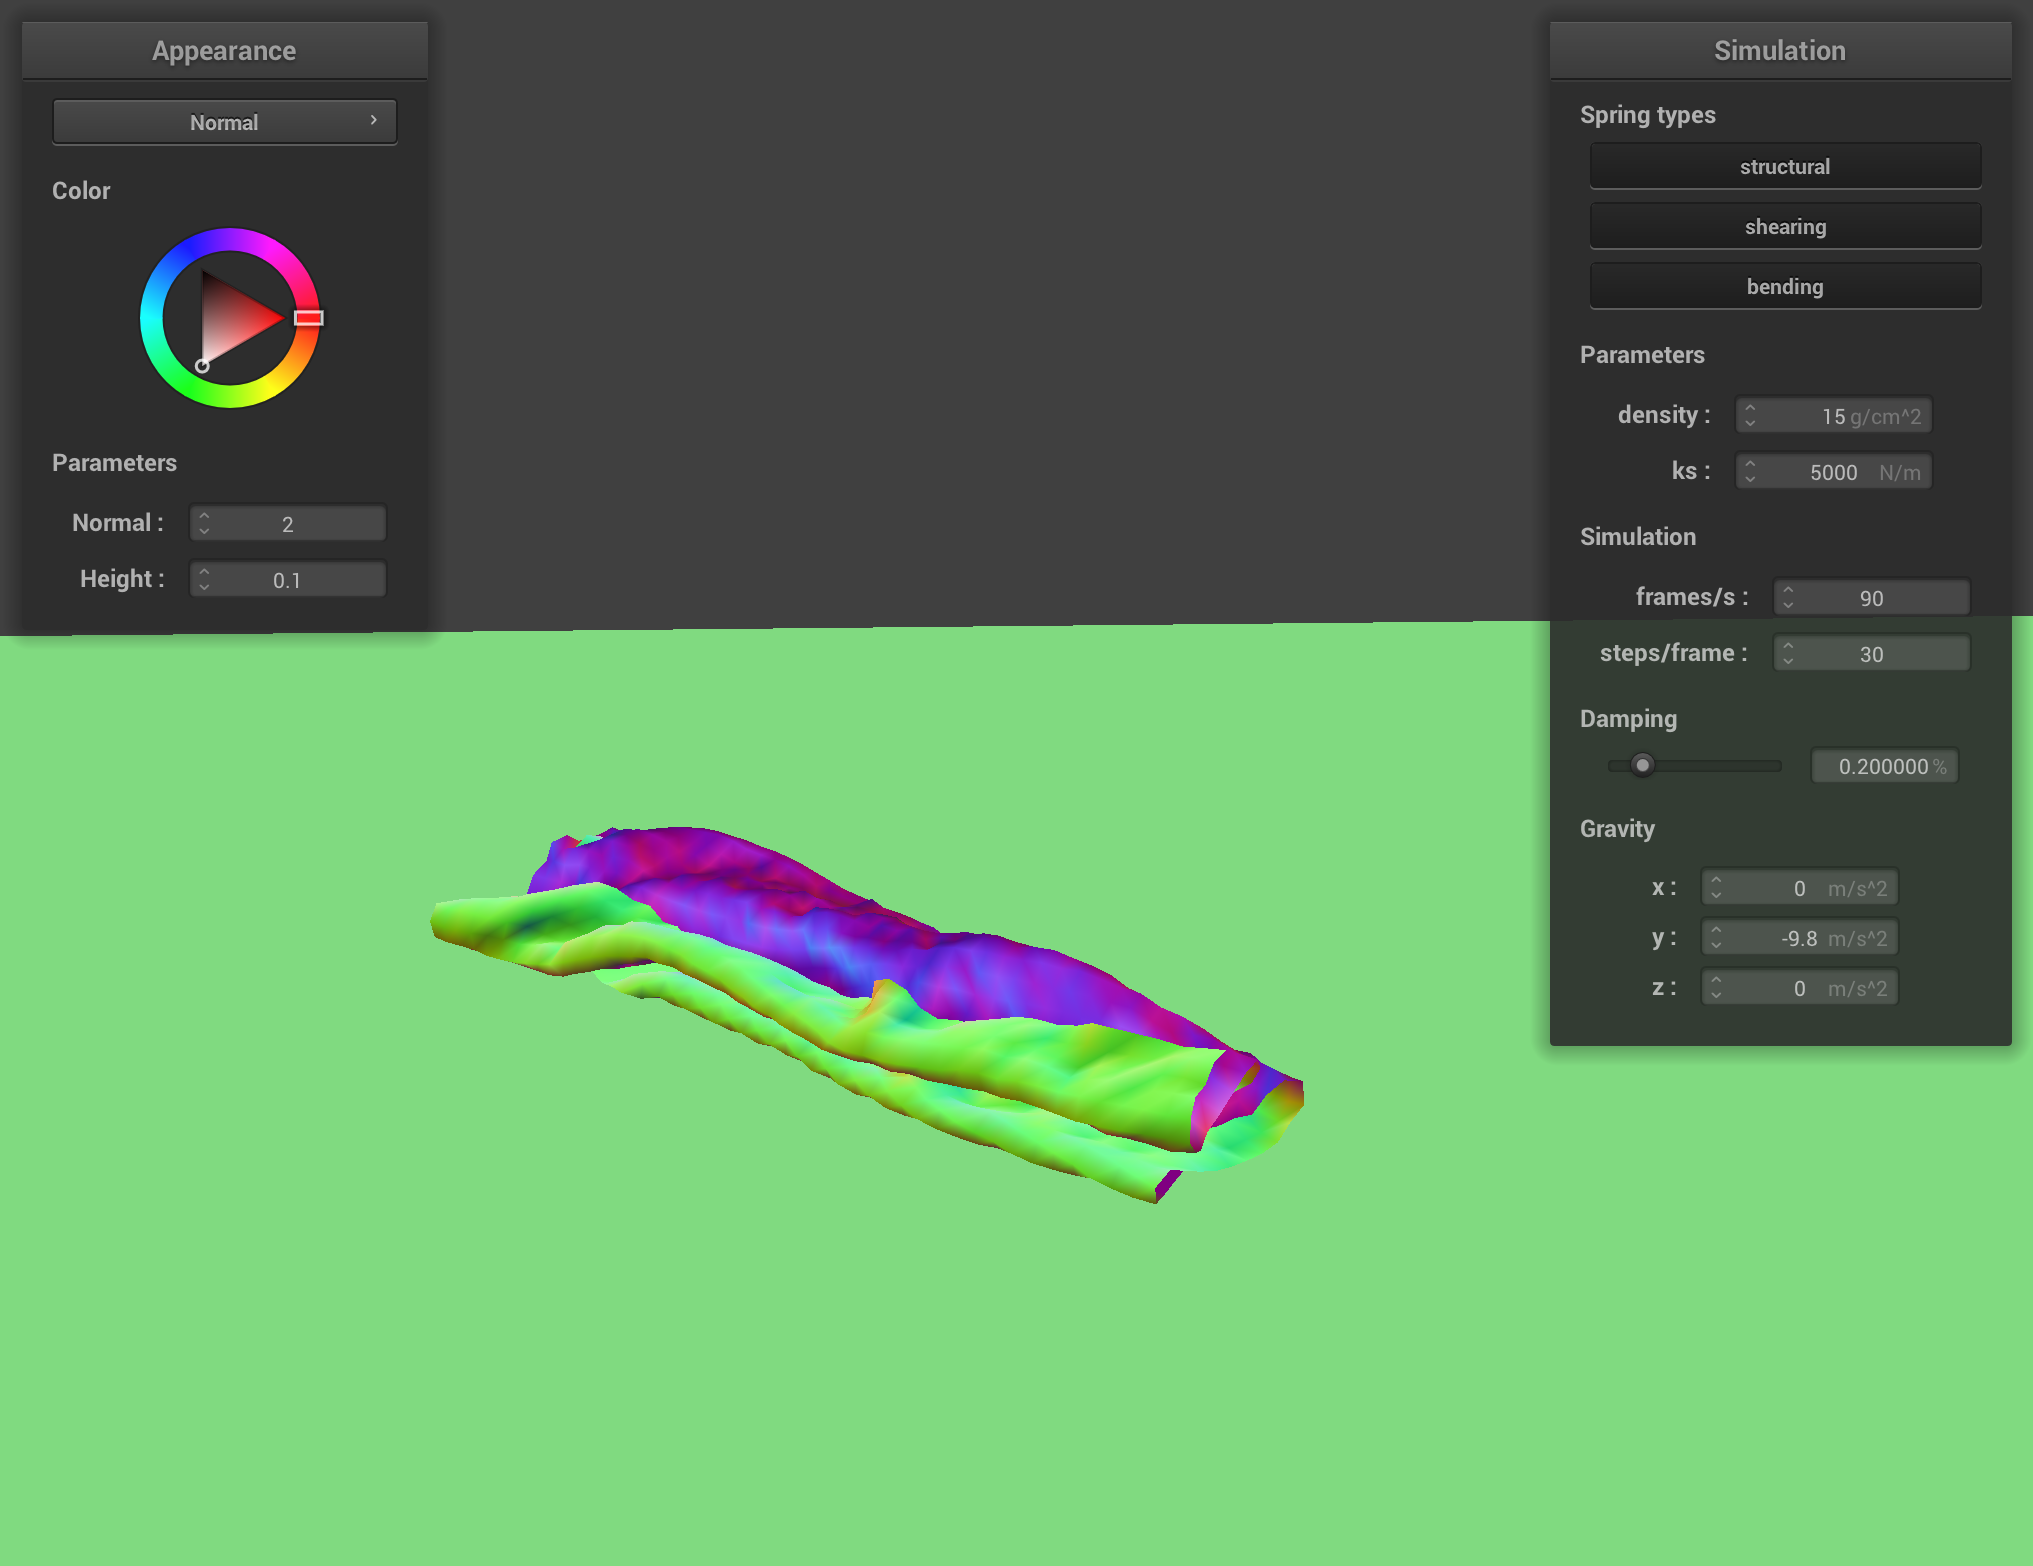 Appearance
Normal
Color
Parameters
Normal : 2
Height : 0.1
Simulation
Spring types
structural
shearing
bending
Parameters
density : 15 g/cm^2
ks : 5000 N/m
Simulation
frames/s : 90
steps/frame : 30
Damping
0.200000 %
Gravity
x : 0 m/s^2
y : -9.8 m/s^2
z : 0 m/s^2